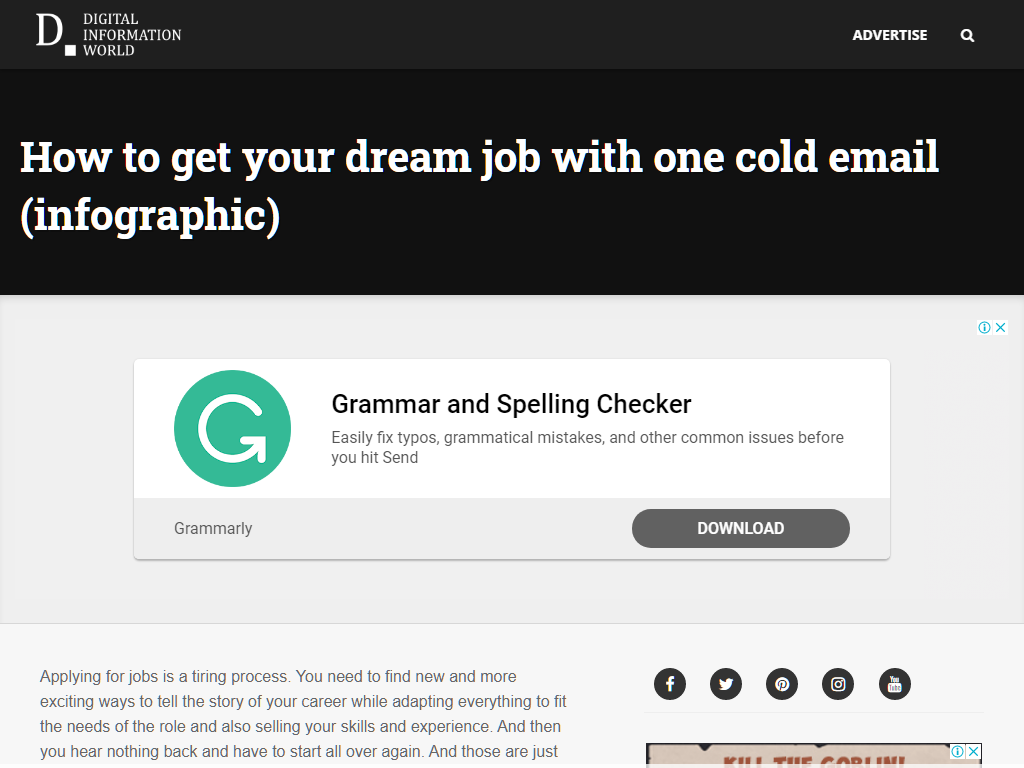 DIGITAL
INFORMATION
WORLD
D.
ADVERTISE
How to get your dream job with one cold email
(infographic)
Grammar and Spelling Checker
Easily fix typos, grammatical mistakes, and other common issues before
you hit Send
Grammarly
DOWNLOAD
Applying for jobs is a tiring process. You need to find new and more
exciting ways to tell the story of your career while adapting everything to fit
the needs of the role and also selling your skills and experience. And then
you hear nothing back and have to start all over again. And those are just
You
Tube
KILL THE GOBLIN!